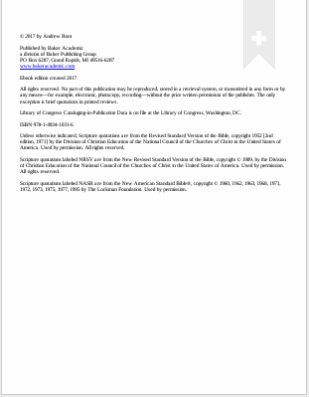 © 2017 by Andrew
Published by Baker Academic
a division of Baker Publishing Group
PO Box 6287, Grand Rapids, MI 49516-6287
www.bakeracademic.com
Ebook edition created 2017
All rights reserved. No part of this publication may be reproduced, stored in a retrieval system, or transmitted in any form or by
any means—for example, electronic, photocopy, recording—without the prior written permission of the publisher. The only
exception is brief quotations in printed reviews.
Library of Congress Cataloging-in-Publication Data is on file at the Library of Congress, Washington, DC.
ISBN
Unless otherwise indicated, Scripture quotations are from the Revised Standard Version of the Bible, copyright 1952 [2nd
edition, 1971] by the Division of Christian Education of the National Council of the Churches of Christ in the United States of
America. Used by permission. All rights reserved.
Scripture quotations labeled NRSV are from the New Revised Standard Version of the Bible, copyright © 1989, by the Division
of Christian Education of the National Council of the Churches of Christ in the United States of America. Used by permission.
All rights reserved.
Scripture quotations labeled NASB are from the New American Standard Bible®, copyright © 1960, 1962, 1963, 1968, 1971,
1972, 1973, 1975, 1977, 1995 by The Lockman Foundation. Used by permission.